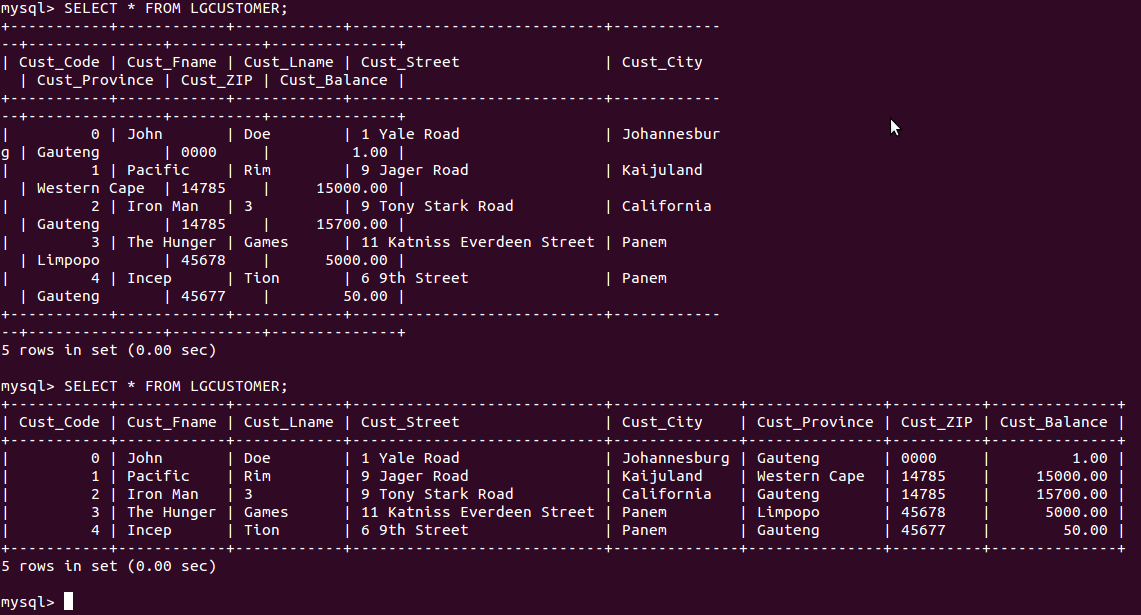 mysql> SELECT * FROM LGCUSTOMER;
+-----------+------------+------------+----------------------------+------------
--+---------------+----------+--------------+
| Cust_Code | Cust_Fname | Cust_Lname | Cust_Street                | Cust_City
  | Cust_Province | Cust_ZIP | Cust_Balance |
+-----------+------------+------------+----------------------------+------------
--+---------------+----------+--------------+
|         0 | John       | Doe        | 1 Yale Road                | Johannesbur
g | Gauteng       | 0000     |         1.00 |
|         1 | Pacific    | Rim        | 9 Jager Road               | Kaijuland
  | Western Cape  | 14785    |     15000.00 |
|         2 | Iron Man   | 3          | 9 Tony Stark Road          | California
  | Gauteng       | 14785    |     15700.00 |
|         3 | The Hunger | Games      | 11 Katniss Everdeen Street | Panem
  | Limpopo       | 45678    |      5000.00 |
|         4 | Incep      | Tion       | 6 9th Street               | Panem
  | Gauteng       | 45677    |        50.00 |
+-----------+------------+------------+----------------------------+------------
--+---------------+----------+--------------+
5 rows in set (0.00 sec)

mysql> SELECT * FROM LGCUSTOMER;
+-----------+------------+------------+----------------------------+--------------+---------------+----------+--------------+
| Cust_Code | Cust_Fname | Cust_Lname | Cust_Street                | Cust_City    | Cust_Province | Cust_ZIP | Cust_Balance |
+-----------+------------+------------+----------------------------+--------------+---------------+----------+--------------+
|         0 | John       | Doe        | 1 Yale Road                | Johannesburg | Gauteng       | 0000     |         1.00 |
|         1 | Pacific    | Rim        | 9 Jager Road               | Kaijuland    | Western Cape  | 14785    |     15000.00 |
|         2 | Iron Man   | 3          | 9 Tony Stark Road          | California   | Gauteng       | 14785    |     15700.00 |
|         3 | The Hunger | Games      | 11 Katniss Everdeen Street | Panem        | Limpopo       | 45678    |      5000.00 |
|         4 | Incep      | Tion       | 6 9th Street               | Panem        | Gauteng       | 45677    |        50.00 |
+-----------+------------+------------+----------------------------+--------------+---------------+----------+--------------+
5 rows in set (0.00 sec)

mysql>